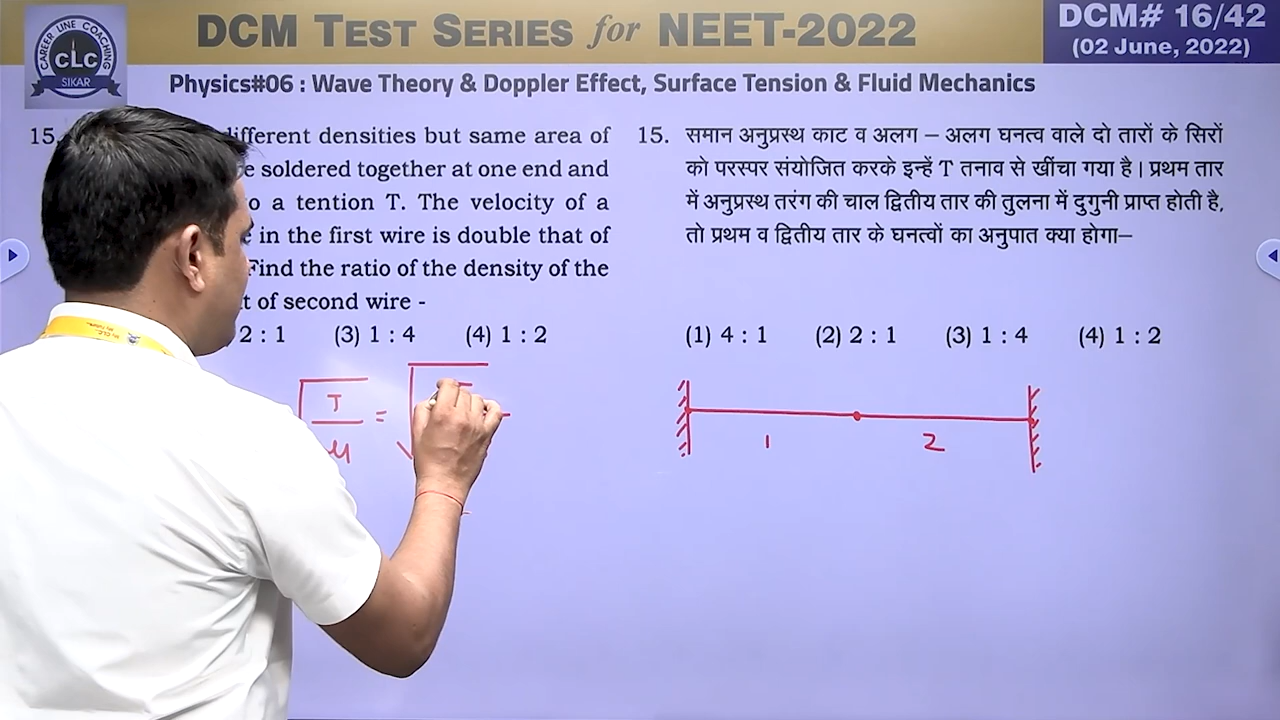 DCM TEST SERIES for NEET-2022
DCM# 16/42
(02 June, 2022)
CAREER LINE COACHING
CLC
SIKAR
Physics#06 : Wave Theory & Doppler Effect, Surface Tension & Fluid Mechanics
15.
different densities but same area of
soldered together at one end and
a tention T. The velocity of a
in the first wire is double that of
Find the ratio of the density of the
of second wire -
2 : 1 (3) 1 : 4 (4) 1 : 2
15. समान अनुप्रस्थ काट व अलग – अलग घनत्व वाले दो तारों के सिरों
को परस्पर संयोजित करके इन्हें T तनाव से खींचा गया है। प्रथम तार
में अनुप्रस्थ तरंग की चाल द्वितीय तार की तुलना में दुगुनी प्राप्त होती है,
तो प्रथम व द्वितीय तार के घनत्वों का अनुपात क्या होगा–
(1) 4 : 1 (2) 2 : 1 (3) 1 : 4 (4) 1 : 2
√T/μ = √
1 2